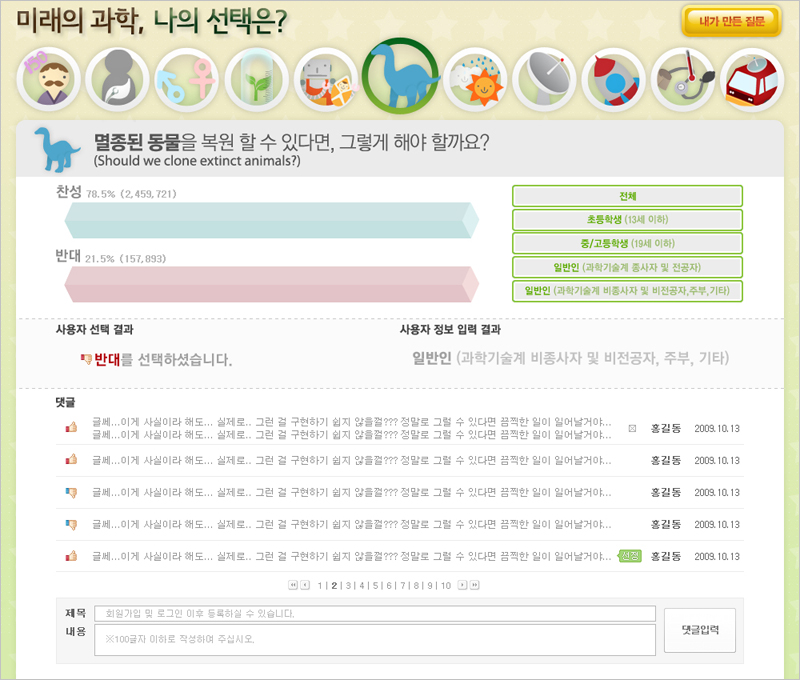 미래의 과학, 나의 선택은?
내가 만든 질문
멸종된 동물을 복원 할 수 있다면, 그렇게 해야 할까요?
(Should we clone extinct animals?)
찬성 78.5% (2,459,721)
반대 21.5% (157,893)
전체
초등학생 (13세 이하)
중/고등학생 (19세 이하)
일반인 (과학기술계 종사자 및 전공자)
일반인 (과학기술계 비종사자 및 비전공자,주부,기타)
사용자 선택 결과
반대를 선택하셨습니다.
사용자 정보 입력 결과
일반인 (과학기술계 비종사자 및 비전공자, 주부, 기타)
댓글
글쎄...이게 사실이라 해도... 실제로.. 그런 걸 구현하기 쉽지 않을껄??? 정말로 그럴 수 있다면 끔찍한 일이 일어날거야...
글쎄...이게 사실이라 해도... 실제로.. 그런 걸 구현하기 쉽지 않을껄??? 정말로 그럴 수 있다면 끔찍한 일이 일어날거야...
홍길동 2009.10.13
글쎄...이게 사실이라 해도... 실제로.. 그런 걸 구현하기 쉽지 않을껄??? 정말로 그럴 수 있다면 끔찍한 일이 일어날거야... 홍길동 2009.10.13
글쎄...이게 사실이라 해도... 실제로.. 그런 걸 구현하기 쉽지 않을껄??? 정말로 그럴 수 있다면 끔찍한 일이 일어날거야... 홍길동 2009.10.13
글쎄...이게 사실이라 해도... 실제로.. 그런 걸 구현하기 쉽지 않을껄??? 정말로 그럴 수 있다면 끔찍한 일이 일어날거야... 홍길동 2009.10.13
글쎄...이게 사실이라 해도... 실제로.. 그런 걸 구현하기 쉽지 않을껄??? 정말로 그럴 수 있다면 끔찍한 일이 일어날거야... 선정 홍길동 2009.10.13
1 | 2 | 3 | 4 | 5 | 6 | 7 | 8 | 9 | 10
제목 회원가입 및 로그인 이후 등록하실 수 있습니다.
내용 ※100글자 이하로 작성하여 주십시오.
댓글입력